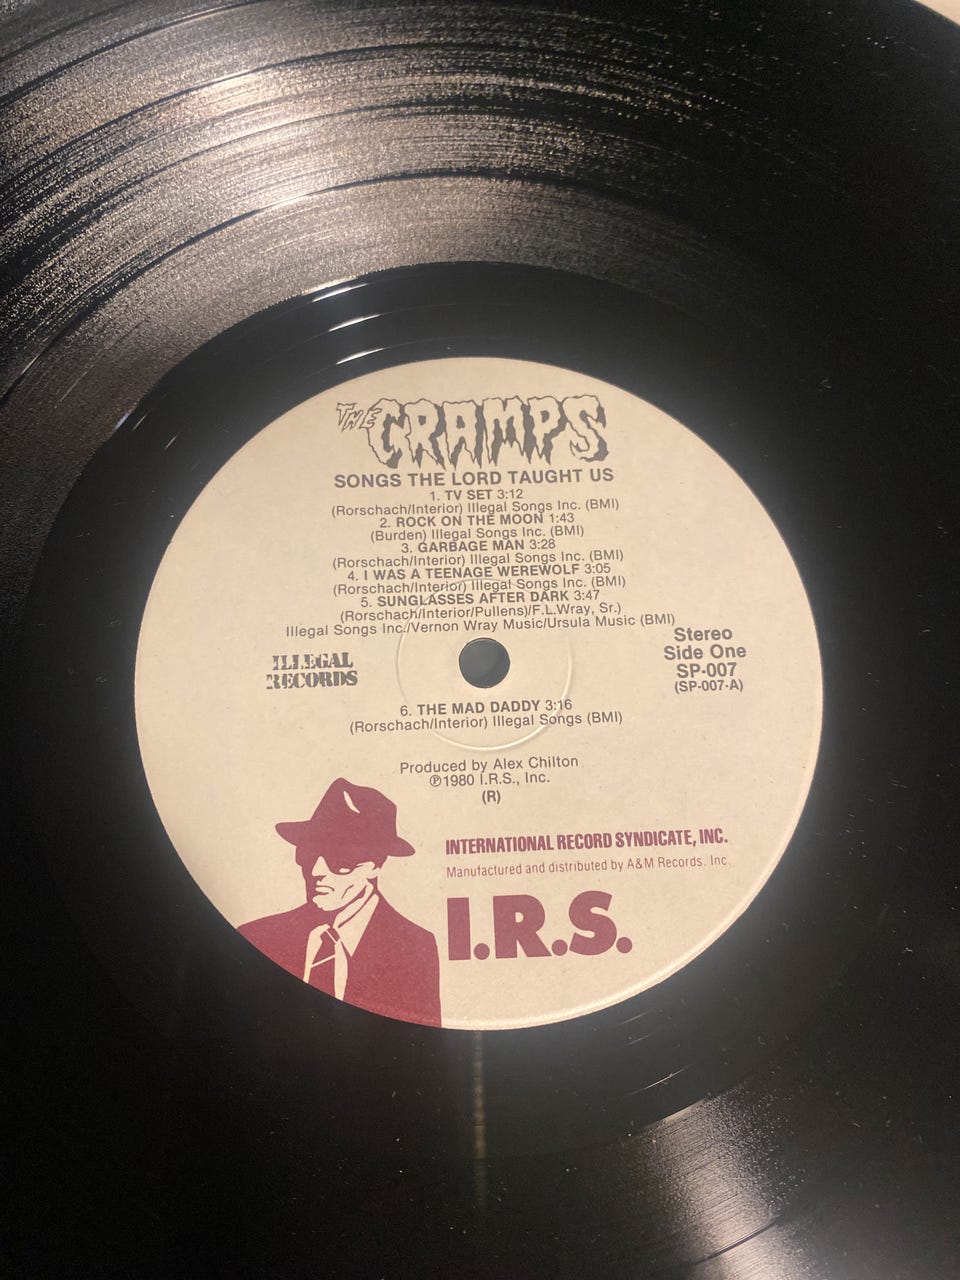 THE CRAMPS
SONGS THE LORD TAUGHT US
1. TV SET 3:12
(Rorschach/Interior) Illegal Songs Inc. (BMI)
2. ROCK ON THE MOON 1:43
(Burden) Illegal Songs Inc. (BMI)
3. GARBAGE MAN 3:28
(Rorschach/Interior) Illegal Songs Inc. (BMI)
4. I WAS A TEENAGE WEREWOLF 3:05
(Rorschach/Interior) Illegal Songs Inc. (BMI)
5. SUNGLASSES AFTER DARK 3:47
(Rorschach/Interior/Pullens)/F.L.Wray, Sr.)
Illegal Songs Inc./Vernon Wray Music/Ursula Music (BMI)
ILLEGAL
RECORDS
Stereo
Side One
SP-007
(SP-007-A)
6. THE MAD DADDY 3:16
(Rorschach/Interior) Illegal Songs (BMI)
Produced by Alex Chilton
℗1980 I.R.S., Inc.
(R)
INTERNATIONAL RECORD SYNDICATE, INC.
Manufactured and distributed by A&M Records. Inc
I.R.S.